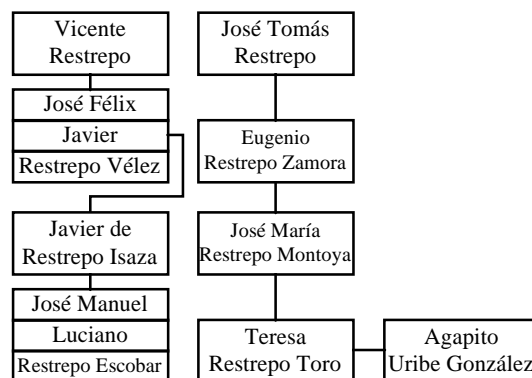 Vicente
Restrepo
José Félix
Javier
Restrepo Vélez
Javier de
Restrepo Isaza
José Manuel
Luciano
Restrepo Escobar
José Tomás
Restrepo
Eugenio
Restrepo Zamora
José María
Restrepo Montoya
Teresa
Restrepo Toro
Agapito
Uribe González